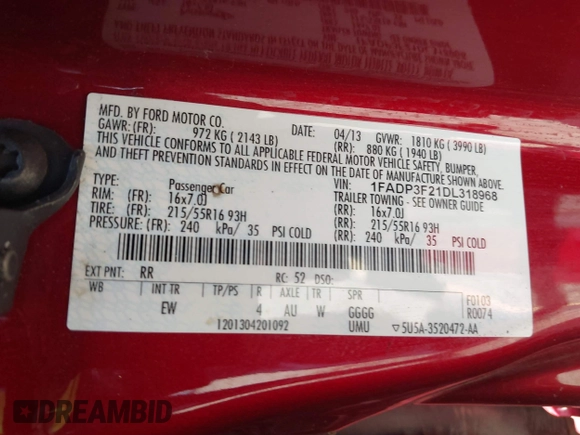 MFD. BY FORD MOTOR CO.
DATE: 04/13 GVWR: 1810 KG ( 3990 LB)
GAWR: (FR): 972 KG ( 2143 LB) (RR): 880 KG ( 1940 LB)
THIS VEHICLE CONFORMS TO ALL APPLICABLE FEDERAL MOTOR VEHICLE SAFETY, BUMPER,
AND THEFT PREVENTION STANDARDS IN EFFECT ON THE DATE OF MANUFACTURE SHOWN ABOVE.
VIN: 1FADP3F21DL318968
TYPE: Passenger Car TRAILER TOWING - SEE OWNER GUIDE
RIM: (FR): 16x7.0J (RR): 16x7.0J
TIRE: (FR): 215/55R16 93H (RR): 215/55R16 93H
PRESSURE: (FR): 240 kPa/ 35 PSI COLD (RR): 240 kPa/ 35 PSI COLD
EXT PNT: RR RC: 52 DSO:
WB INT TR TP/PS R AXLE TR SPR
EW 4 AU W GGGG
F0103
R0074
1201304201092 UMU ▽5U5A-3520472-AA
DREAMBID